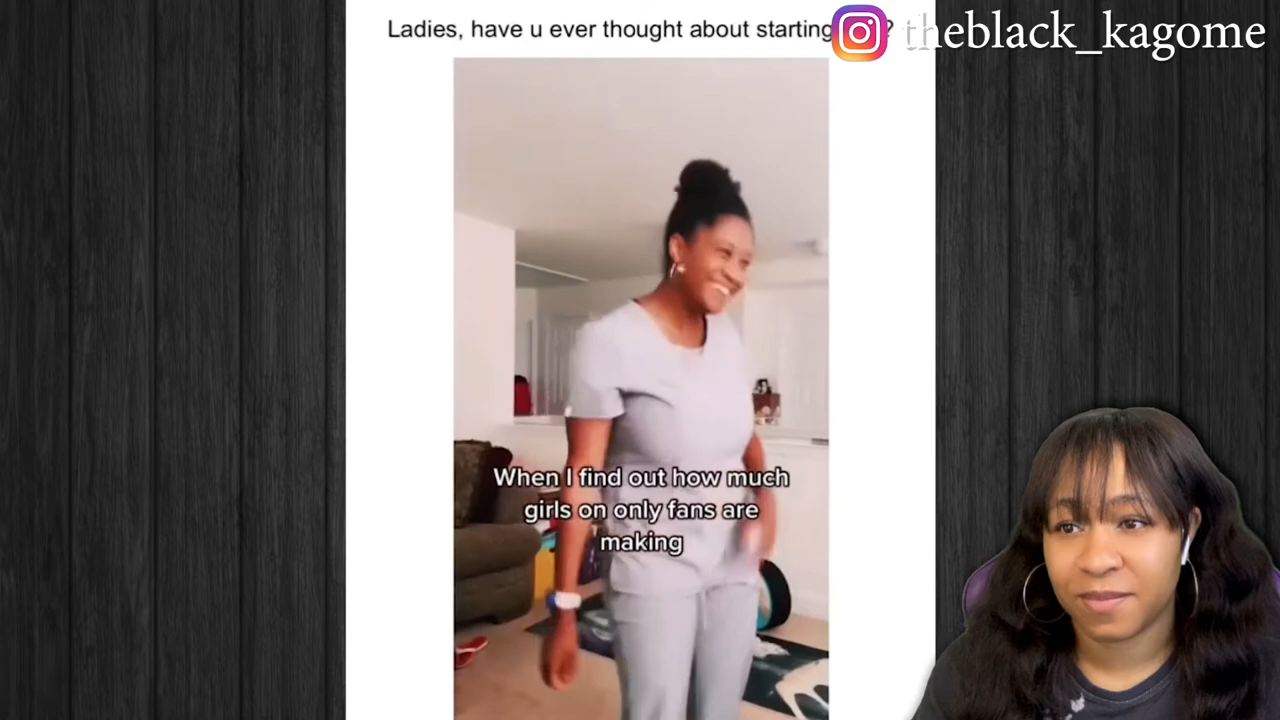 Ladies, have u ever thought about starting ?
theblack_kagome
When I find out how much
girls on only fans are
making